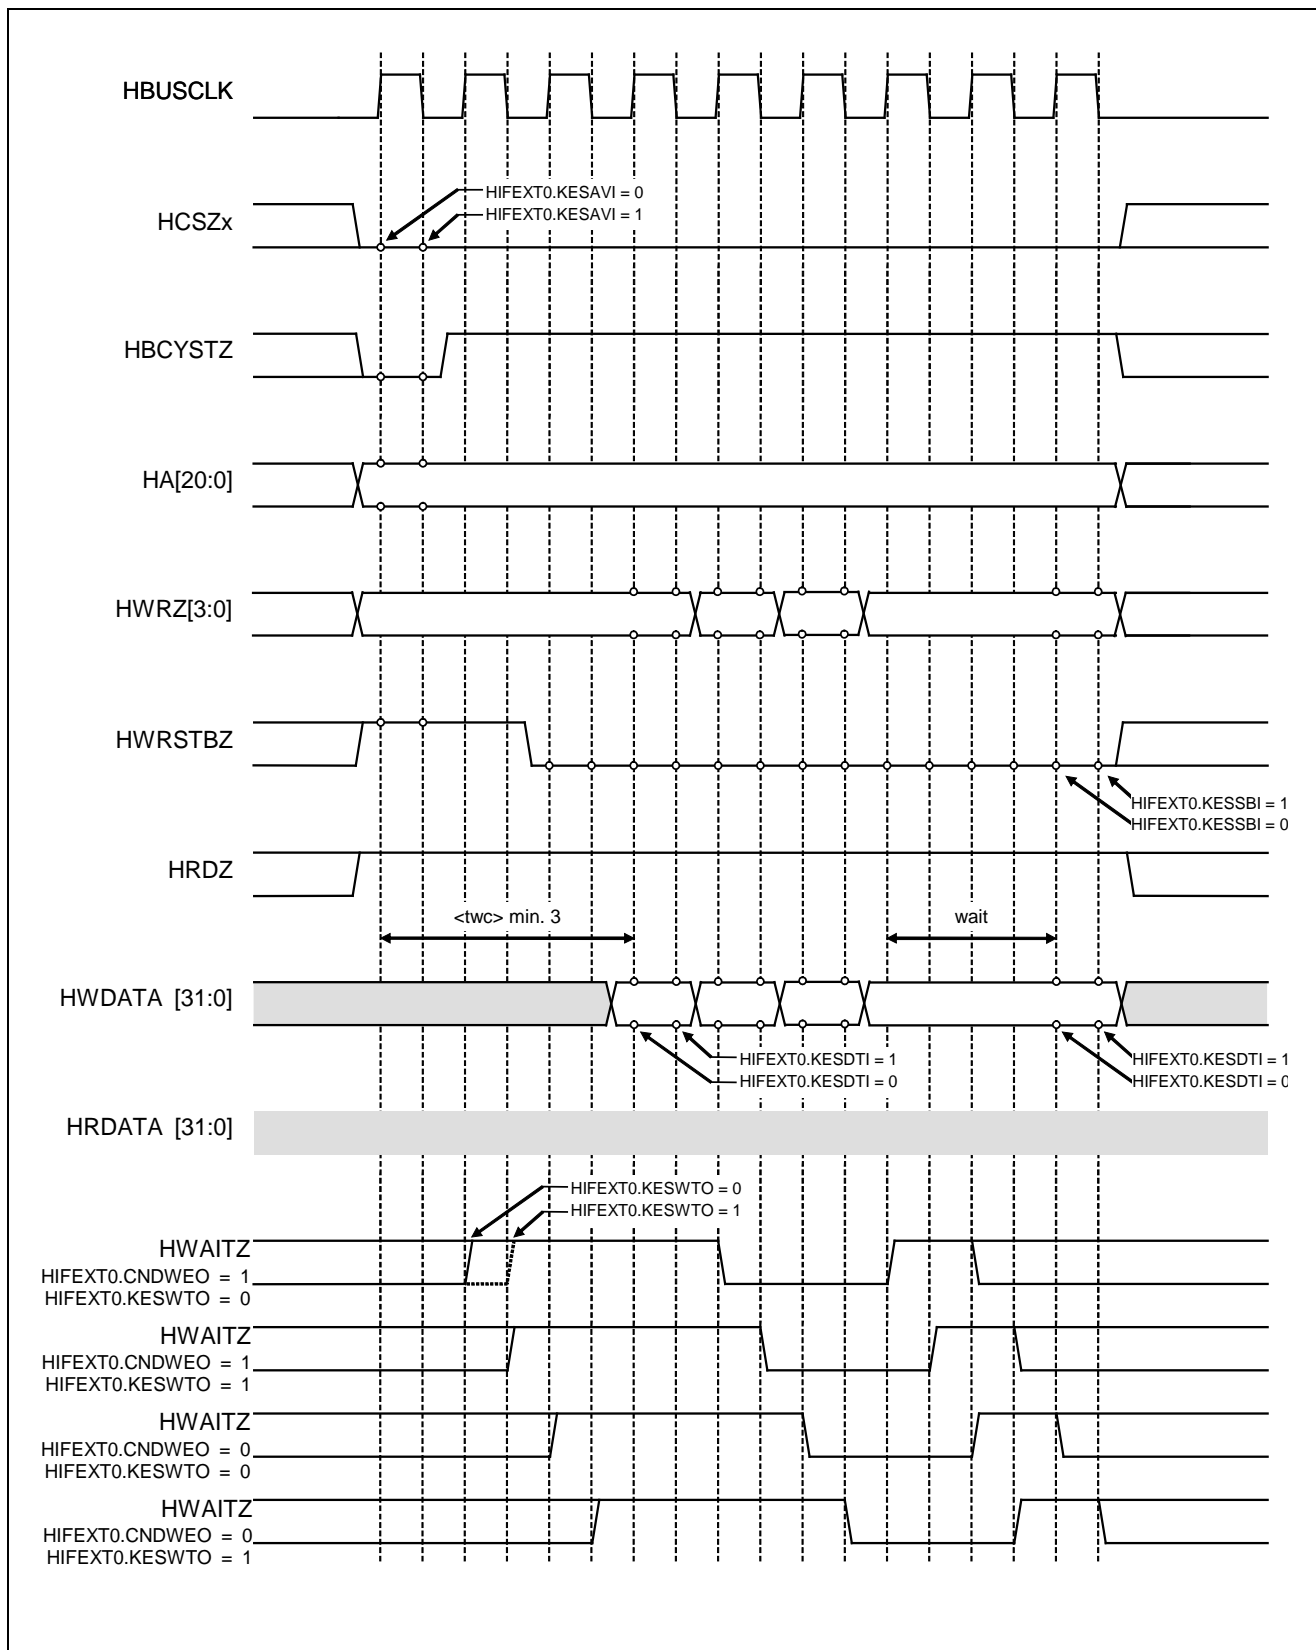 HBUSCLK
HIFEXT0.KESAVI = 0
HIFEXT0.KESAVI = 1
HCSZx
HBCYSTZ
HA[20:0]
HWRZ[3:0]
HWRSTBZ
HIFEXT0.KESSBI = 1
HIFEXT0.KESSBI = 0
HRDZ
<twc> min. 3
wait
HWDATA [31:0]
HIFEXT0.KESDTI = 1
HIFEXT0.KESDTI = 0
HIFEXT0.KESDTI = 1
HIFEXT0.KESDTI = 0
HRDATA [31:0]
HIFEXT0.KESWTO = 0
HIFEXT0.KESWTO = 1
HWAITZ
HIFEXT0.CNDWEO = 1
HIFEXT0.KESWTO = 0
HWAITZ
HIFEXT0.CNDWEO = 1
HIFEXT0.KESWTO = 1
HWAITZ
HIFEXT0.CNDWEO = 0
HIFEXT0.KESWTO = 0
HWAITZ
HIFEXT0.CNDWEO = 0
HIFEXT0.KESWTO = 1